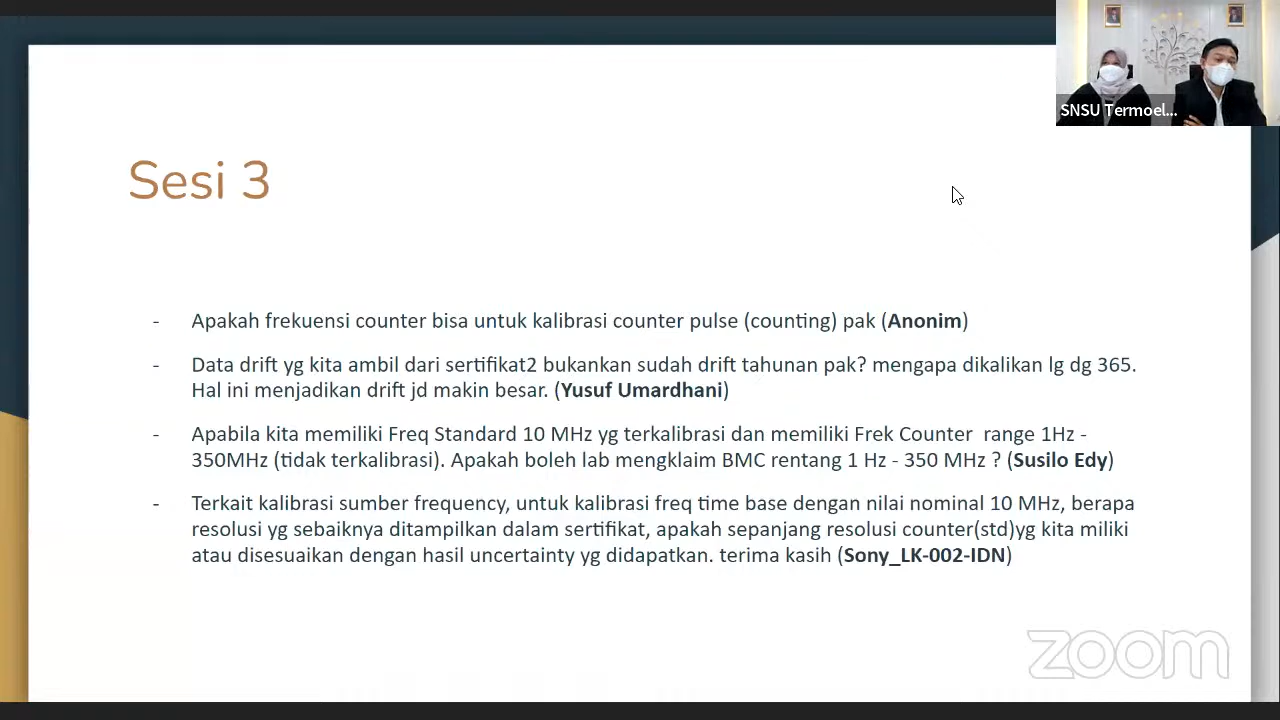 SNSU Termoel...
Sesi 3
- Apakah frekuensi counter bisa untuk kalibrasi counter pulse (counting) pak (Anonim)
- Data drift yg kita ambil dari sertifikat2 bukankan sudah drift tahunan pak? mengapa dikalikan lg dg 365.
Hal ini menjadikan drift jd makin besar. (Yusuf Umardhani)
- Apabila kita memiliki Freq Standard 10 MHz yg terkalibrasi dan memiliki Frek Counter range 1Hz -
350MHz (tidak terkalibrasi). Apakah boleh lab mengklaim BMC rentang 1 Hz - 350 MHz ? (Susilo Edy)
- Terkait kalibrasi sumber frequency, untuk kalibrasi freq time base dengan nilai nominal 10 MHz, berapa
resolusi yg sebaiknya ditampilkan dalam sertifikat, apakah sepanjang resolusi counter(std)yg kita miliki
atau disesuaikan dengan hasil uncertainty yg didapatkan. terima kasih (Sony_LK-002-IDN)
zoom